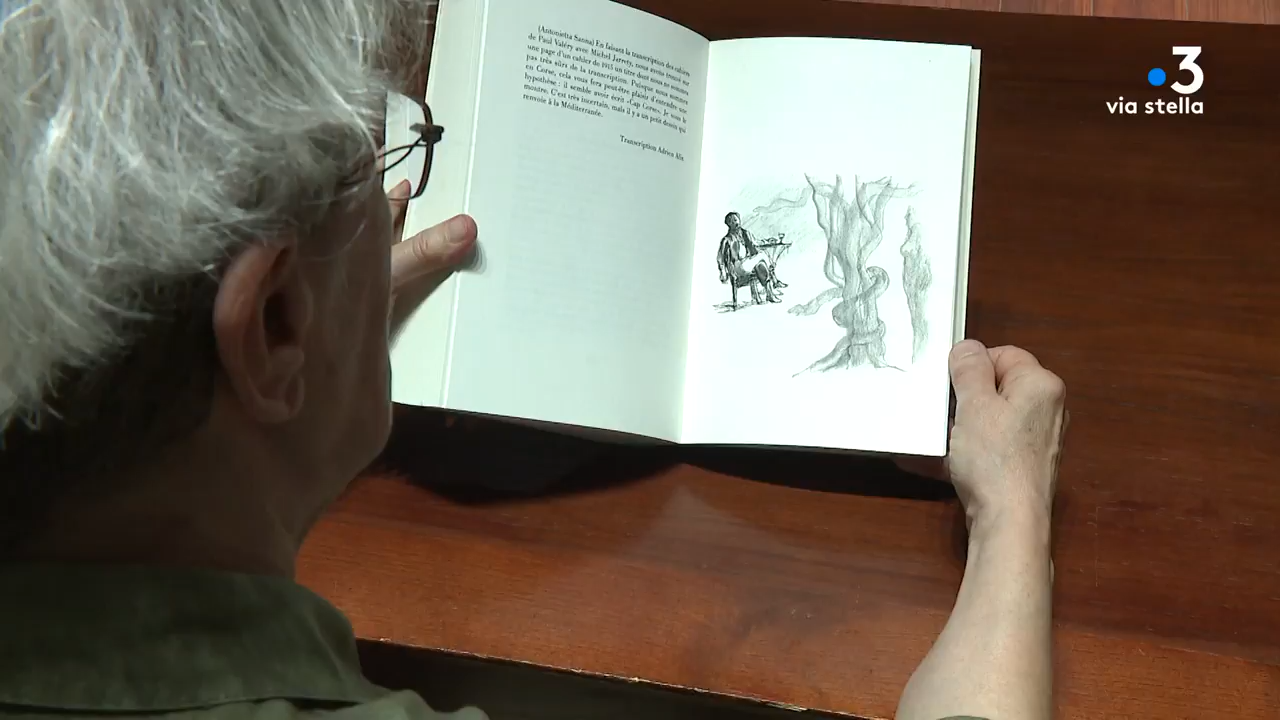 (Antonietta Sanna) En faisant la transcription des cahiers
de Paul Valéry avec Michel Jarrety, nous avons trouvé sur
une page d'un cahier de 1915 un titre dont nous ne sommes
pas très sûrs de la transcription. Puisque nous sommes
en Corse, cela vous fera peut-être plaisir d'entendre une
hypothèse : il semble avoir écrit «Cap Corse». Je vous le
montre. C'est très incertain, mais il y a un petit dessin qui
renvoie à la Méditerranée.
Transcription Adrien Alix
3
via stella